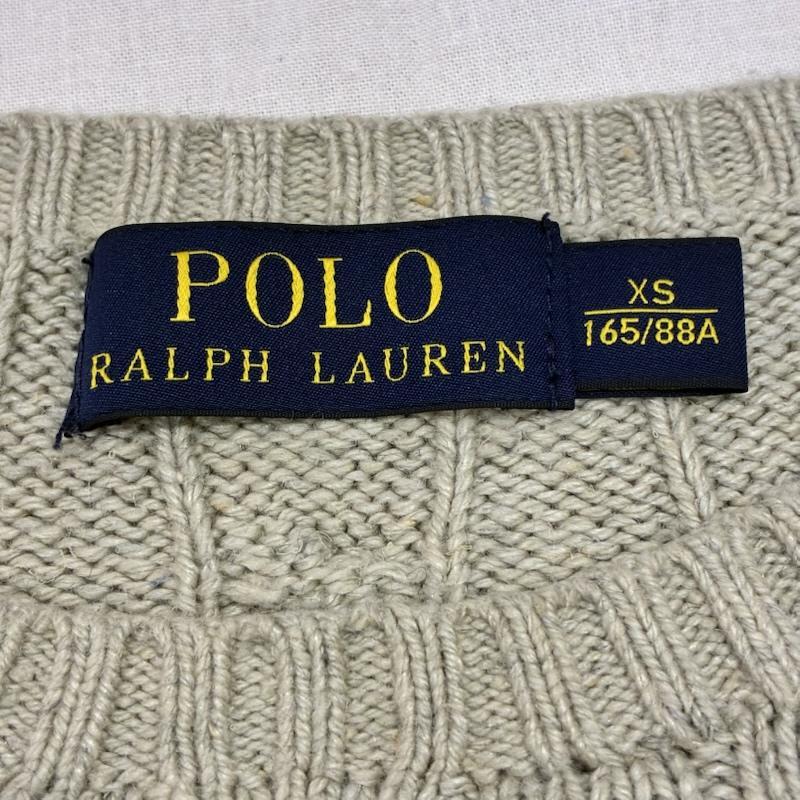 POLO
RALPH LAUREN
XS
165/88A